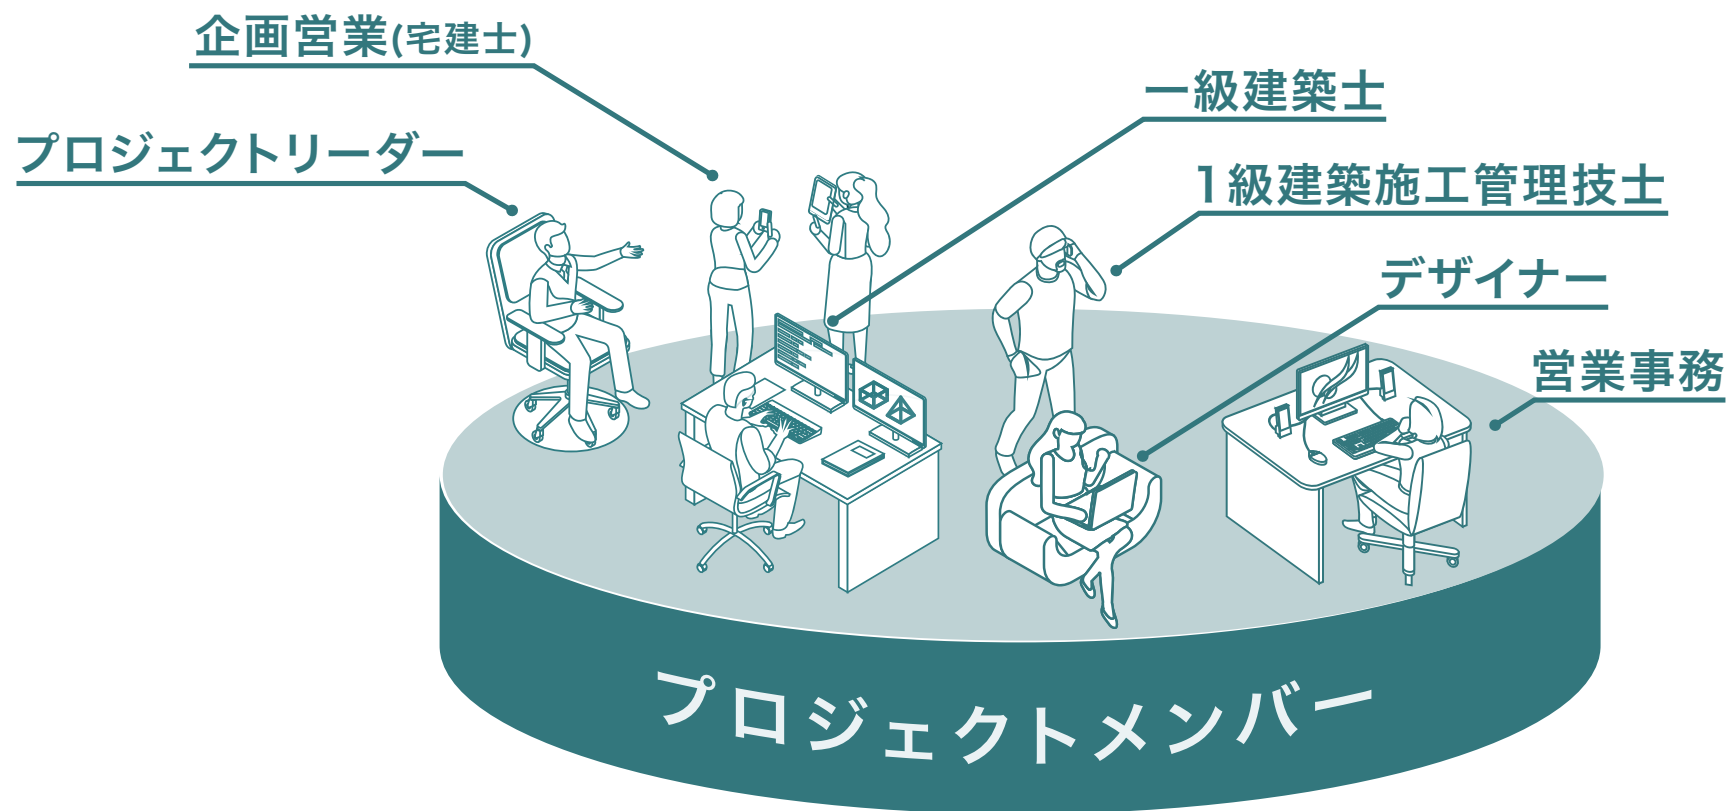 企画営業(宅建士)
プロジェクトリーダー
一級建築士
1級建築施工管理技士
デザイナー
営業事務
プロジェクトメンバー